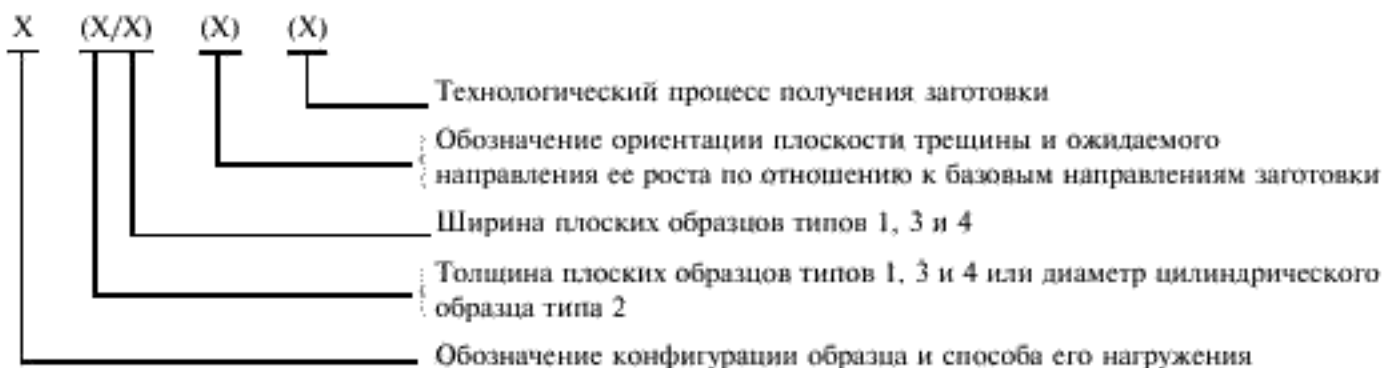 X (X/X) (X) (X)
Технологический процесс получения заготовки
Обозначение ориентации плоскости трещины и ожидаемого
направления ее роста по отношению к базовым направлениям заготовки
Ширина плоских образцов типов 1, 3 и 4
Толщина плоских образцов типов 1, 3 и 4 или диаметр цилиндрического
образца типа 2
Обозначение конфигурации образца и способа его нагружения